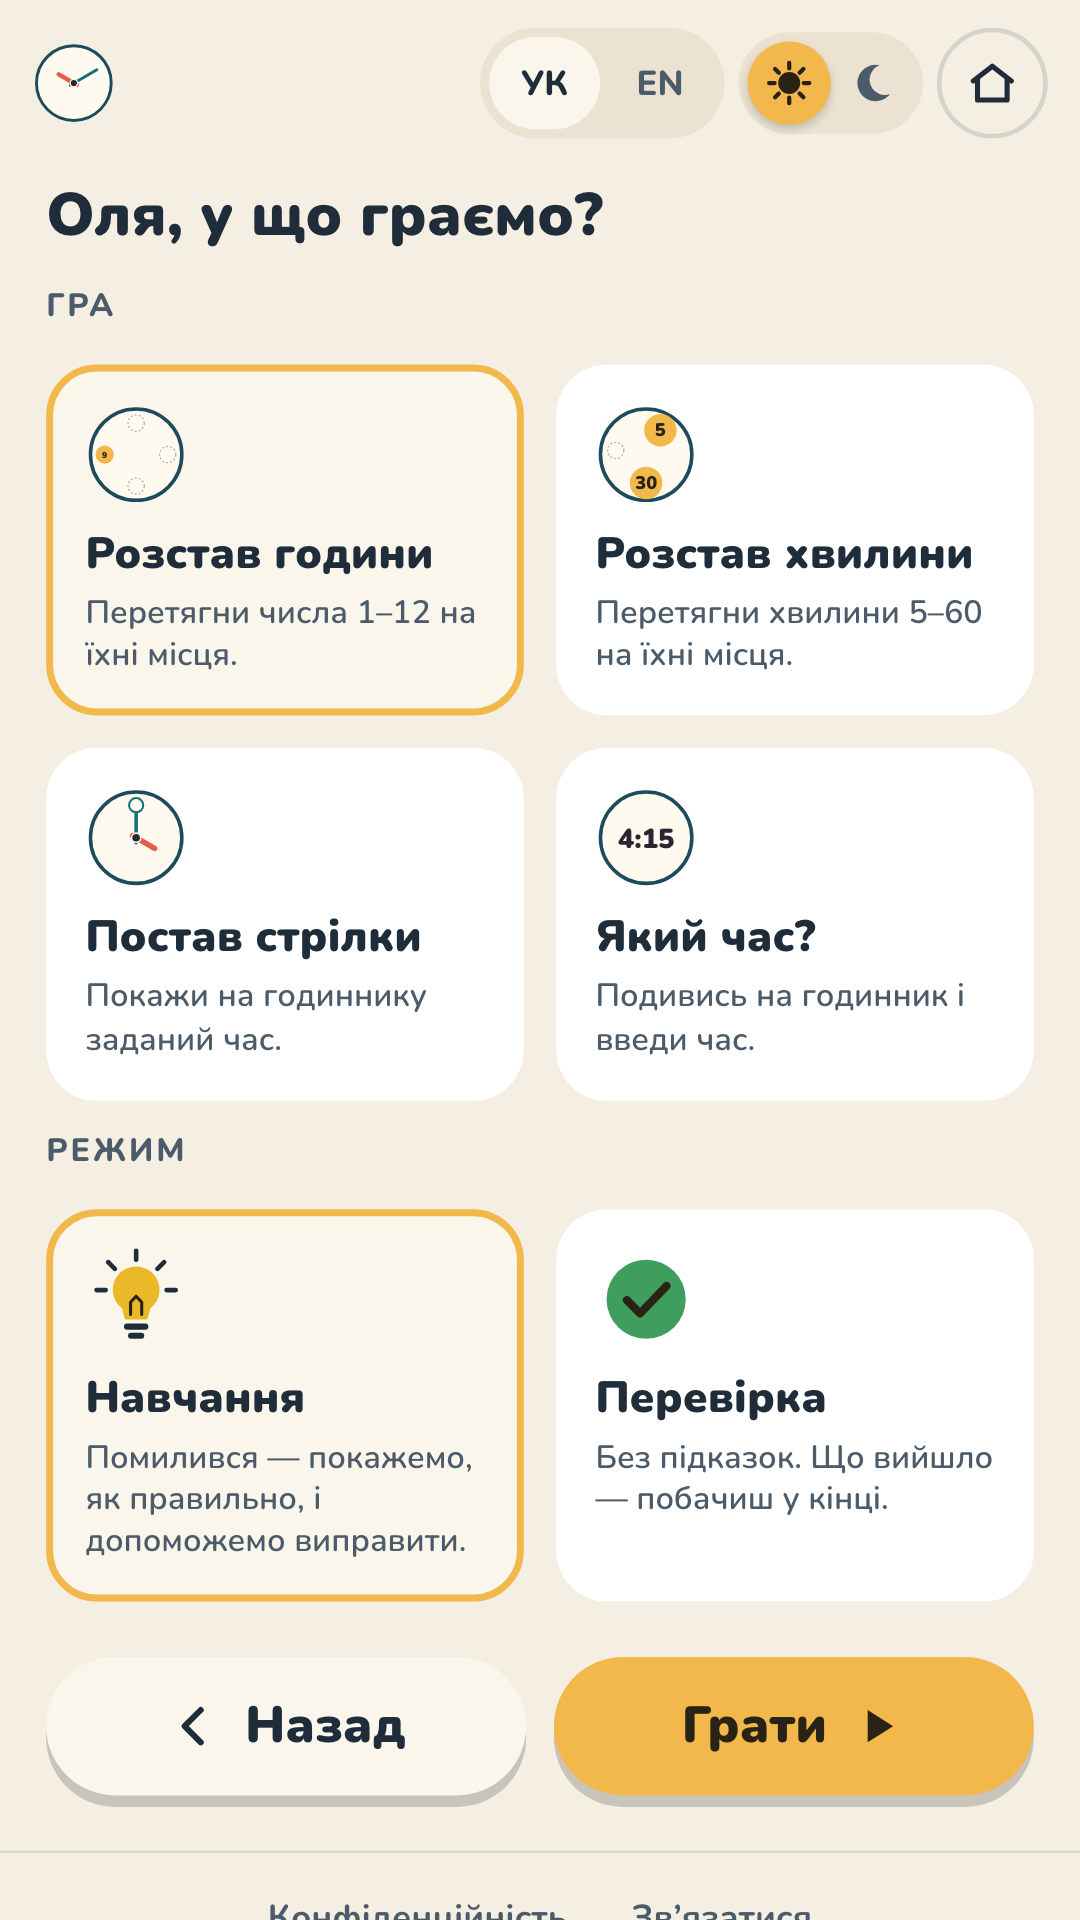 УК EN
Оля, у що граємо?
ГРА
9
5
30
Розстав години
Перетягни числа 1–12 на
їхні місця.
Розстав хвилини
Перетягни хвилини 5–60
на їхні місця.
4:15
Постав стрілки
Покажи на годиннику
заданий час.
Який час?
Подивись на годинник і
введи час.
РЕЖИМ
Навчання
Помилився — покажемо,
як правильно, і
допоможемо виправити.
Перевірка
Без підказок. Що вийшло
— побачиш у кінці.
Назад
Грати
Конфіденційність Зв’язатися